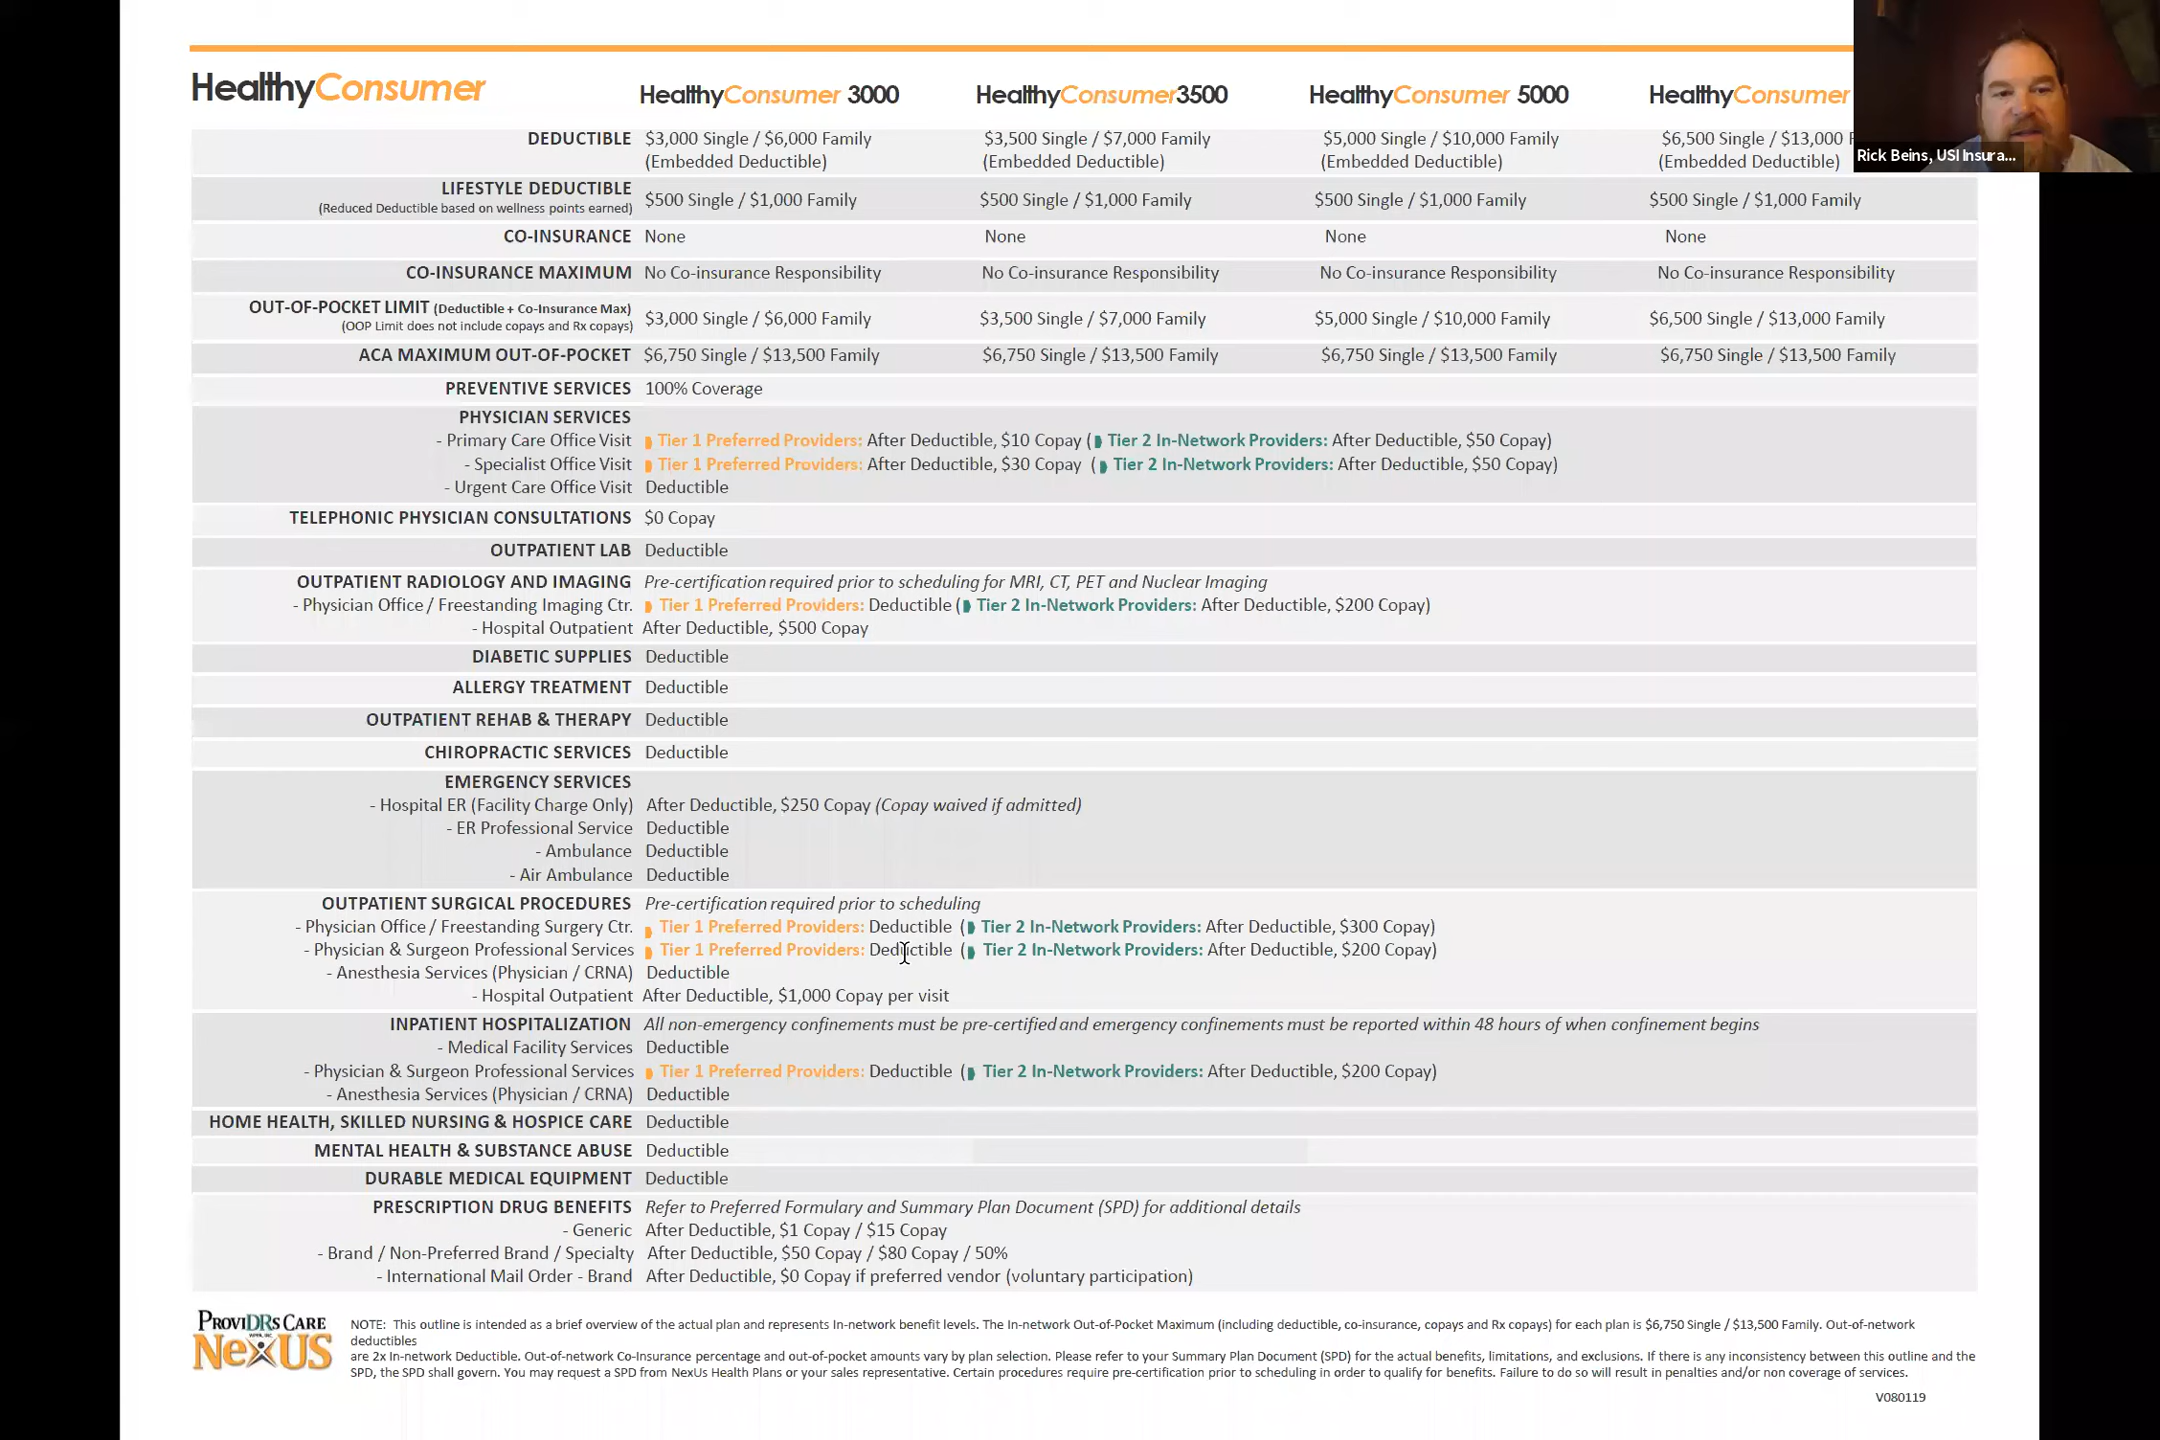 HealthyConsumer
HealthyConsumer 3000 HealthyConsumer3500 HealthyConsumer 5000 HealthyConsumer
Rick Beins, USI Insura...
DEDUCTIBLE $3,000 Single / $6,000 Family $3,500 Single / $7,000 Family $5,000 Single / $10,000 Family $6,500 Single / $13,000 F
(Embedded Deductible) (Embedded Deductible) (Embedded Deductible) (Embedded Deductible)
LIFESTYLE DEDUCTIBLE
(Reduced Deductible based on wellness points earned) $500 Single / $1,000 Family $500 Single / $1,000 Family $500 Single / $1,000 Family $500 Single / $1,000 Family
CO-INSURANCE None None None None
CO-INSURANCE MAXIMUM No Co-insurance Responsibility No Co-insurance Responsibility No Co-insurance Responsibility No Co-insurance Responsibility
OUT-OF-POCKET LIMIT (Deductible + Co-Insurance Max)
(OOP Limit does not include copays and Rx copays) $3,000 Single / $6,000 Family $3,500 Single / $7,000 Family $5,000 Single / $10,000 Family $6,500 Single / $13,000 Family
ACA MAXIMUM OUT-OF-POCKET $6,750 Single / $13,500 Family $6,750 Single / $13,500 Family $6,750 Single / $13,500 Family $6,750 Single / $13,500 Family
PREVENTIVE SERVICES 100% Coverage
PHYSICIAN SERVICES
- Primary Care Office Visit Tier 1 Preferred Providers: After Deductible, $10 Copay ( Tier 2 In-Network Providers: After Deductible, $50 Copay)
- Specialist Office Visit Tier 1 Preferred Providers: After Deductible, $30 Copay ( Tier 2 In-Network Providers: After Deductible, $50 Copay)
- Urgent Care Office Visit Deductible
TELEPHONIC PHYSICIAN CONSULTATIONS $0 Copay
OUTPATIENT LAB Deductible
OUTPATIENT RADIOLOGY AND IMAGING Pre-certification required prior to scheduling for MRI, CT, PET and Nuclear Imaging
- Physician Office / Freestanding Imaging Ctr. Tier 1 Preferred Providers: Deductible ( Tier 2 In-Network Providers: After Deductible, $200 Copay)
- Hospital Outpatient After Deductible, $500 Copay
DIABETIC SUPPLIES Deductible
ALLERGY TREATMENT Deductible
OUTPATIENT REHAB & THERAPY Deductible
CHIROPRACTIC SERVICES Deductible
EMERGENCY SERVICES
- Hospital ER (Facility Charge Only) After Deductible, $250 Copay (Copay waived if admitted)
- ER Professional Service Deductible
- Ambulance Deductible
- Air Ambulance Deductible
OUTPATIENT SURGICAL PROCEDURES Pre-certification required prior to scheduling
- Physician Office / Freestanding Surgery Ctr. Tier 1 Preferred Providers: Deductible ( Tier 2 In-Network Providers: After Deductible, $300 Copay)
- Physician & Surgeon Professional Services Tier 1 Preferred Providers: Deductible ( Tier 2 In-Network Providers: After Deductible, $200 Copay)
- Anesthesia Services (Physician / CRNA) Deductible
- Hospital Outpatient After Deductible, $1,000 Copay per visit
INPATIENT HOSPITALIZATION All non-emergency confinements must be pre-certified and emergency confinements must be reported within 48 hours of when confinement begins
- Medical Facility Services Deductible
- Physician & Surgeon Professional Services Tier 1 Preferred Providers: Deductible ( Tier 2 In-Network Providers: After Deductible, $200 Copay)
- Anesthesia Services (Physician / CRNA) Deductible
HOME HEALTH, SKILLED NURSING & HOSPICE CARE Deductible
MENTAL HEALTH & SUBSTANCE ABUSE Deductible
DURABLE MEDICAL EQUIPMENT Deductible
PRESCRIPTION DRUG BENEFITS Refer to Preferred Formulary and Summary Plan Document (SPD) for additional details
- Generic After Deductible, $1 Copay / $15 Copay
- Brand / Non-Preferred Brand / Specialty After Deductible, $50 Copay / $80 Copay / 50%
- International Mail Order - Brand After Deductible, $0 Copay if preferred vendor (voluntary participation)
PROVIDRS CARE
NeXUS
NOTE: This outline is intended as a brief overview of the actual plan and represents In-network benefit levels. The In-network Out-of-Pocket Maximum (including deductible, co-insurance, copays and Rx copays) for each plan is $6,750 Single / $13,500 Family. Out-of-network
deductibles
are 2x In-network Deductible. Out-of-network Co-Insurance percentage and out-of-pocket amounts vary by plan selection. Please refer to your Summary Plan Document (SPD) for the actual benefits, limitations, and exclusions. If there is any inconsistency between this outline and the
SPD, the SPD shall govern. You may request a SPD from NexUs Health Plans or your sales representative. Certain procedures require pre-certification prior to scheduling in order to qualify for benefits. Failure to do so will result in penalties and/or non coverage of services.
V080119